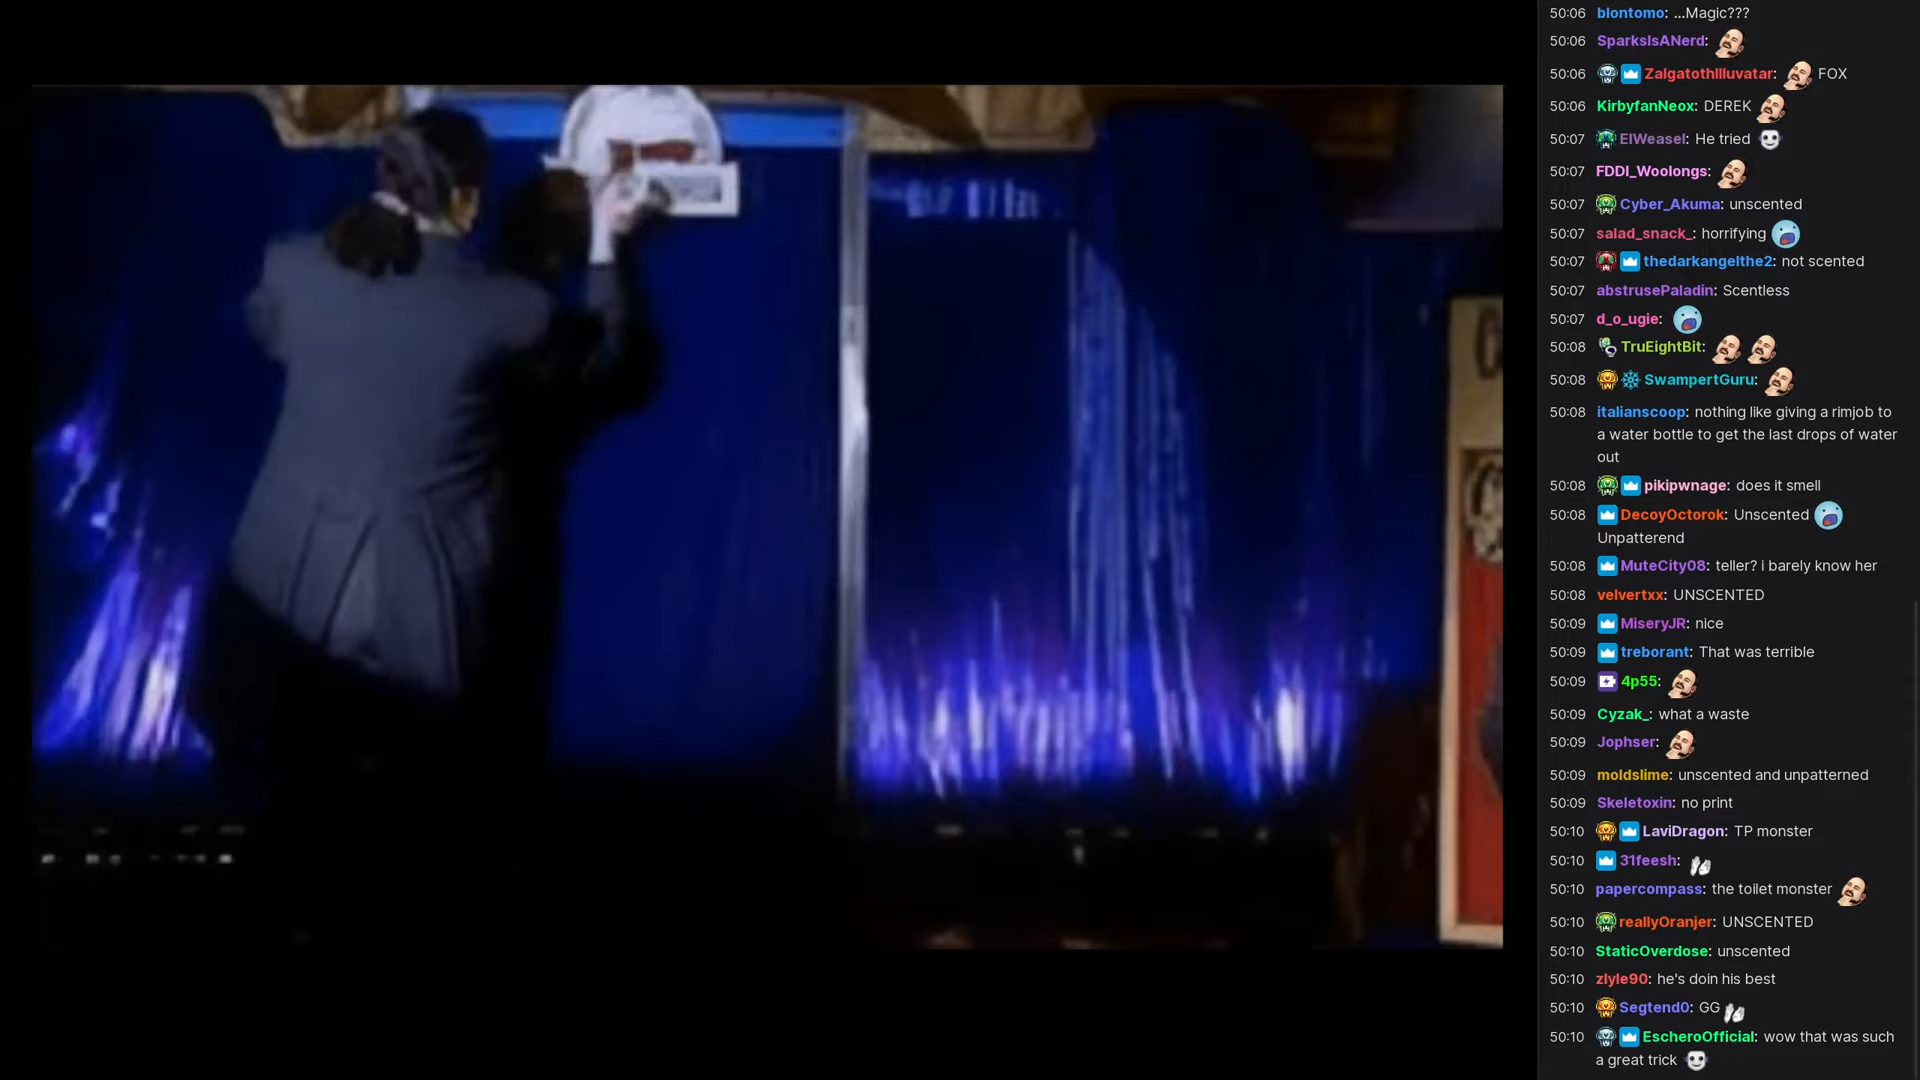 50:06 blontomo: ...Magic???
50:06 SparksIsANerd:
50:06 ZalgatothIlluvatar: FOX
50:06 KirbyfanNeox: DEREK
50:07 ElWeasel: He tried
50:07 FDDI_Woolongs:
50:07 Cyber_Akuma: unscented
50:07 salad_snack_: horrifying
50:07 thedarkangelthe2: not scented
50:07 abstrusePaladin: Scentless
50:07 d_o_ugie:
50:08 TruEightBit:
50:08 SwampertGuru:
50:08 italianscoop: nothing like giving a rimjob to
a water bottle to get the last drops of water
out
50:08 pikipwnage: does it smell
50:08 DecoyOctorok: Unscented
Unpatterend
50:08 MuteCity08: teller? i barely know her
50:08 velvertxx: UNSCENTED
50:09 MiseryJR: nice
50:09 treborant: That was terrible
50:09 4p55:
50:09 Cyzak_: what a waste
50:09 Jophser:
50:09 moldslime: unscented and unpatterned
50:09 Skeletoxin: no print
50:10 LaviDragon: TP monster
50:10 31feesh:
50:10 papercompass: the toilet monster
50:10 reallyOranjer: UNSCENTED
50:10 StaticOverdose: unscented
50:10 zlyle90: he's doin his best
50:10 Segtend0: GG
50:10 EscheroOfficial: wow that was such
a great trick